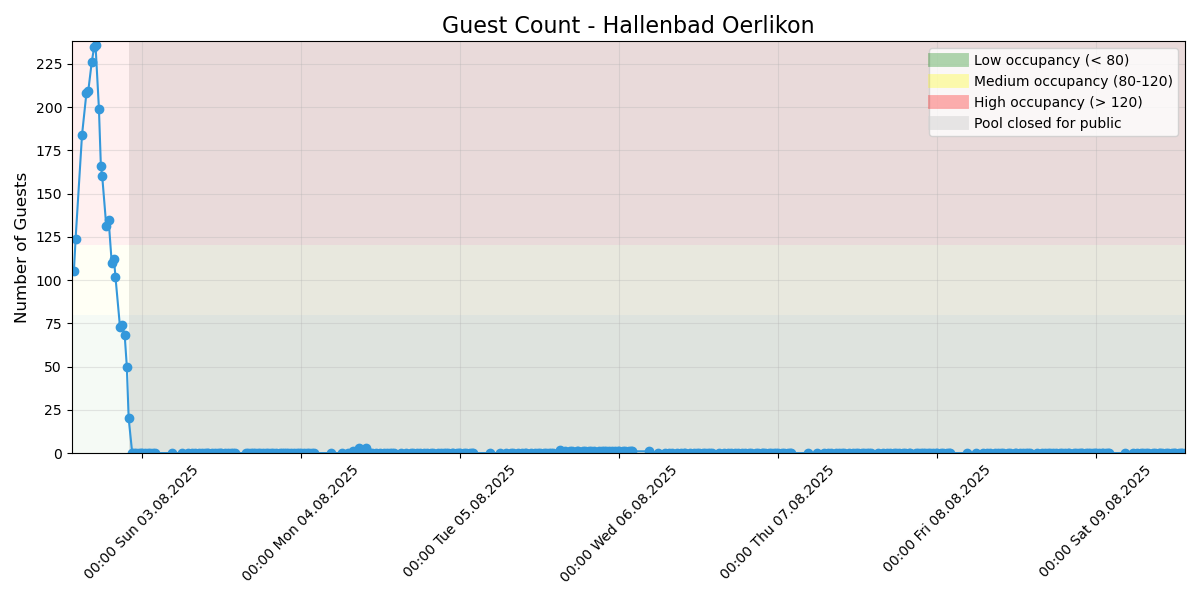 Guest Count - Hallenbad Oerlikon
Low occupancy (< 80)
Medium occupancy (80-120)
High occupancy (> 120)
Pool closed for public
Number of Guests
225
200
175
150
125
100
75
50
25
0
00:00 Sun 03.08.2025
00:00 Mon 04.08.2025
00:00 Tue 05.08.2025
00:00 Wed 06.08.2025
00:00 Thu 07.08.2025
00:00 Fri 08.08.2025
00:00 Sat 09.08.2025